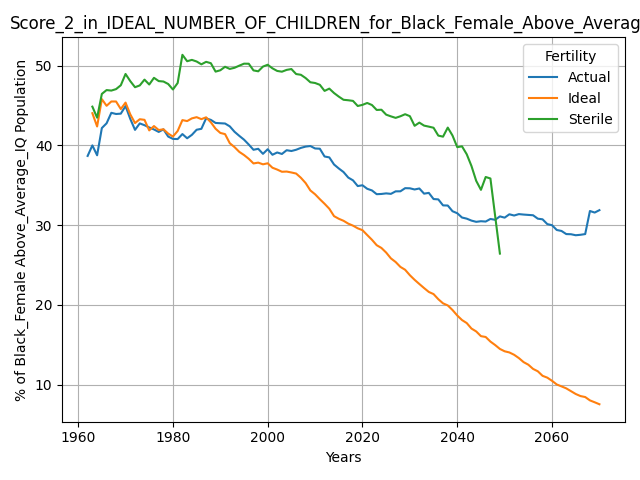 Score_2_in_IDEAL_NUMBER_OF_CHILDREN_for_Black_Female_Above_Averag
% of Black_Female Above_Average_IQ Population
50
40
30
20
10
Fertility
Actual
Ideal
Sterile
1960
1980
2000
2020
2040
2060
Years